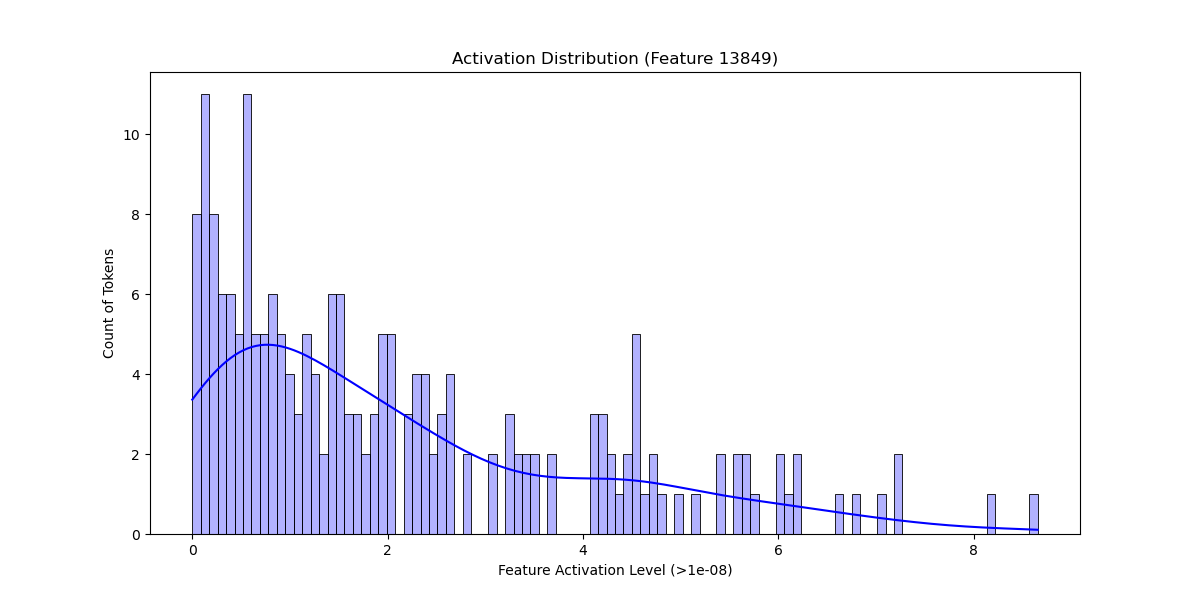 Activation Distribution (Feature 13849)
10
8
6
4
2
0
Count of Tokens
0 2 4 6 8
Feature Activation Level (>1e-08)